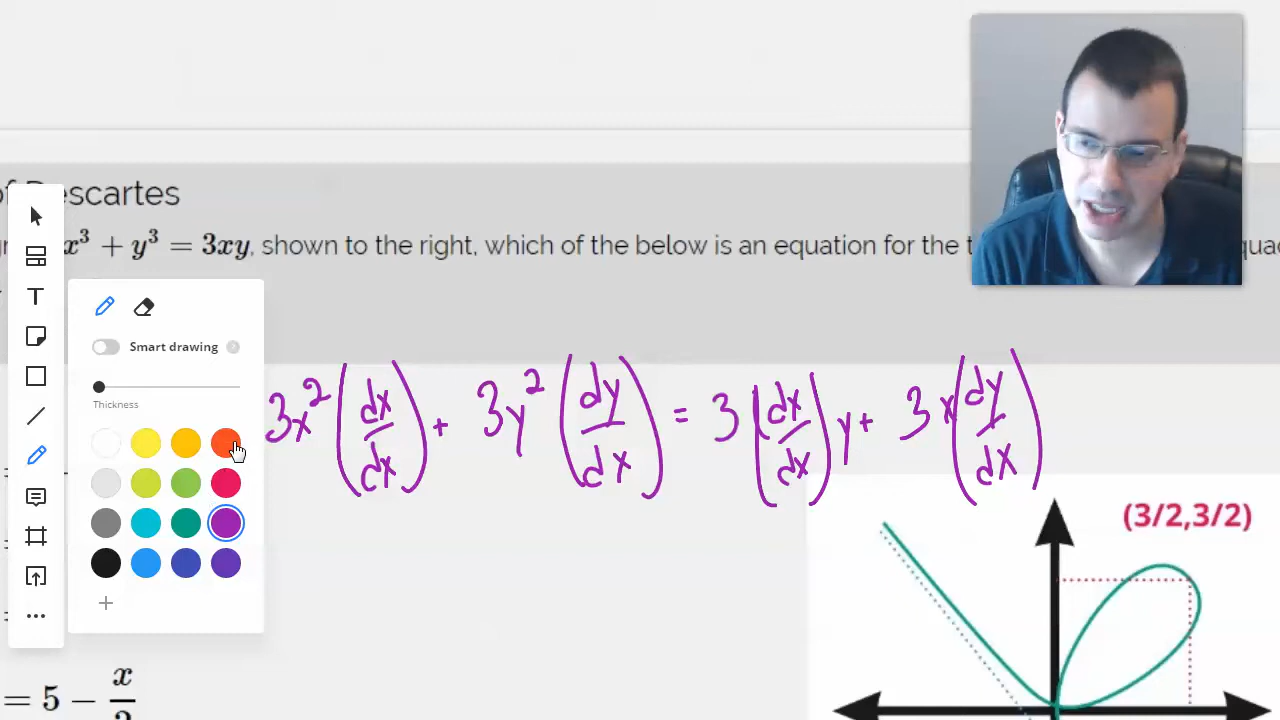 of Descartes
x³ + y³ = 3xy, shown to the right, which of the below is an equation for the t
Smart drawing ?
Thickness
T
3x² (dx/dx) + 3y² (dy/dx) = 3 (dx/dx) y + 3x (dy/dx)
(3/2,3/2)
= 5 − x/2